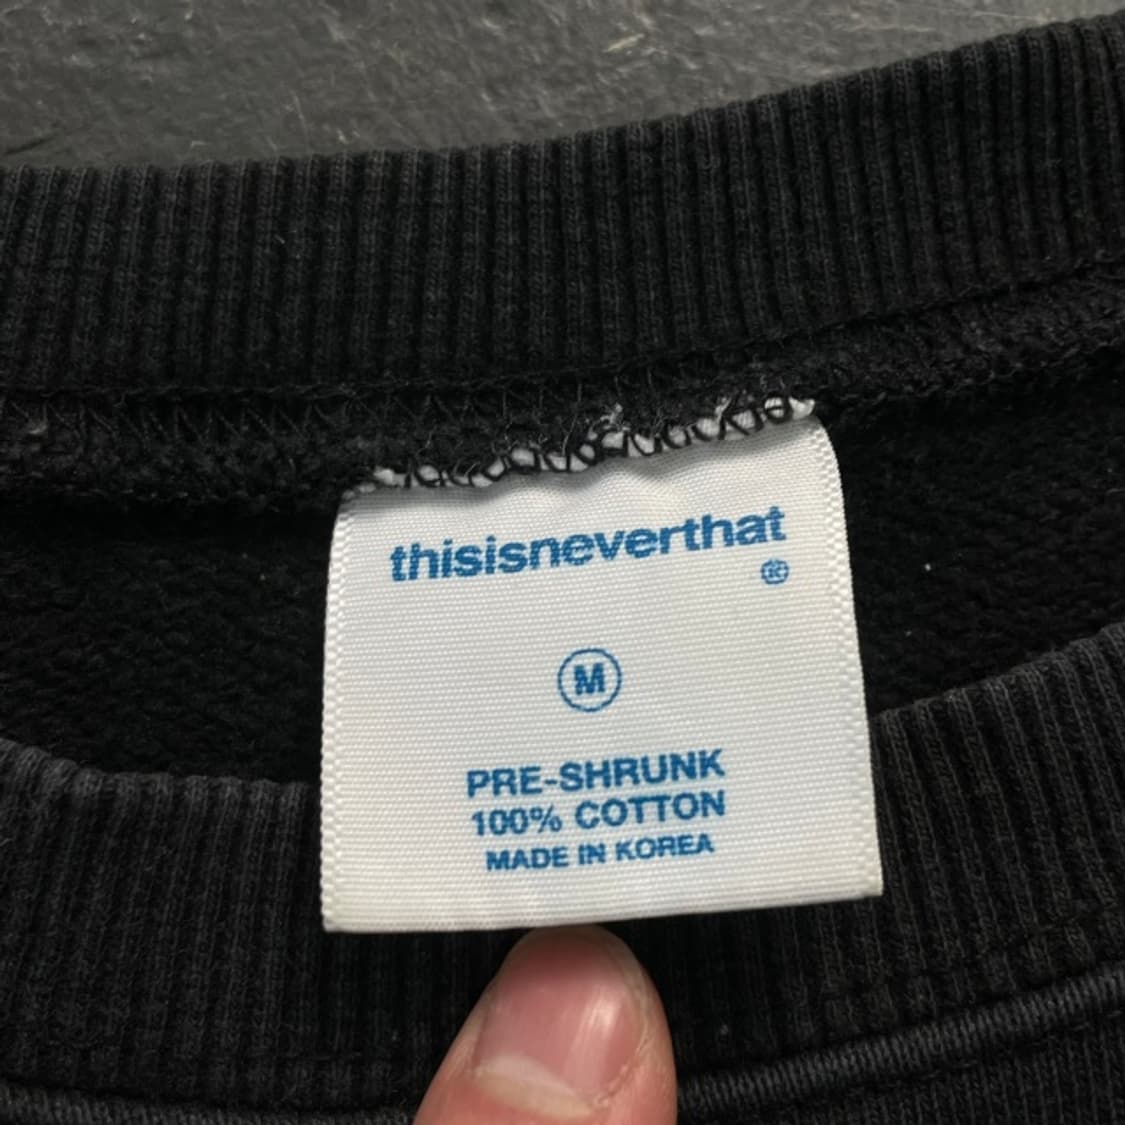 thisisneverthat
®
M
PRE-SHRUNK
100% COTTON
MADE IN KOREA